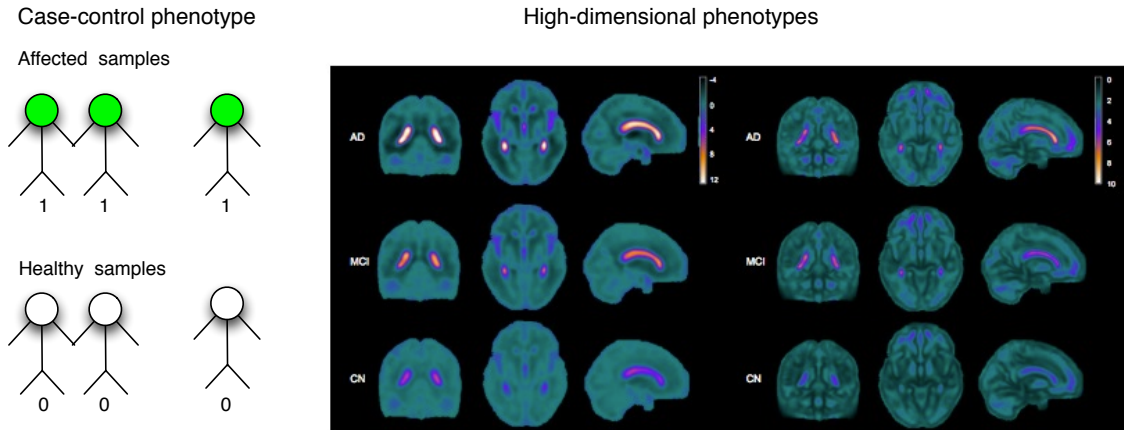 Case-control phenotype
High-dimensional phenotypes
Affected samples
1 1 1
Healthy samples
0 0 0
AD
MCI
CN
-4
0
4
8
12
AD
MCI
CN
0
2
4
6
8
10